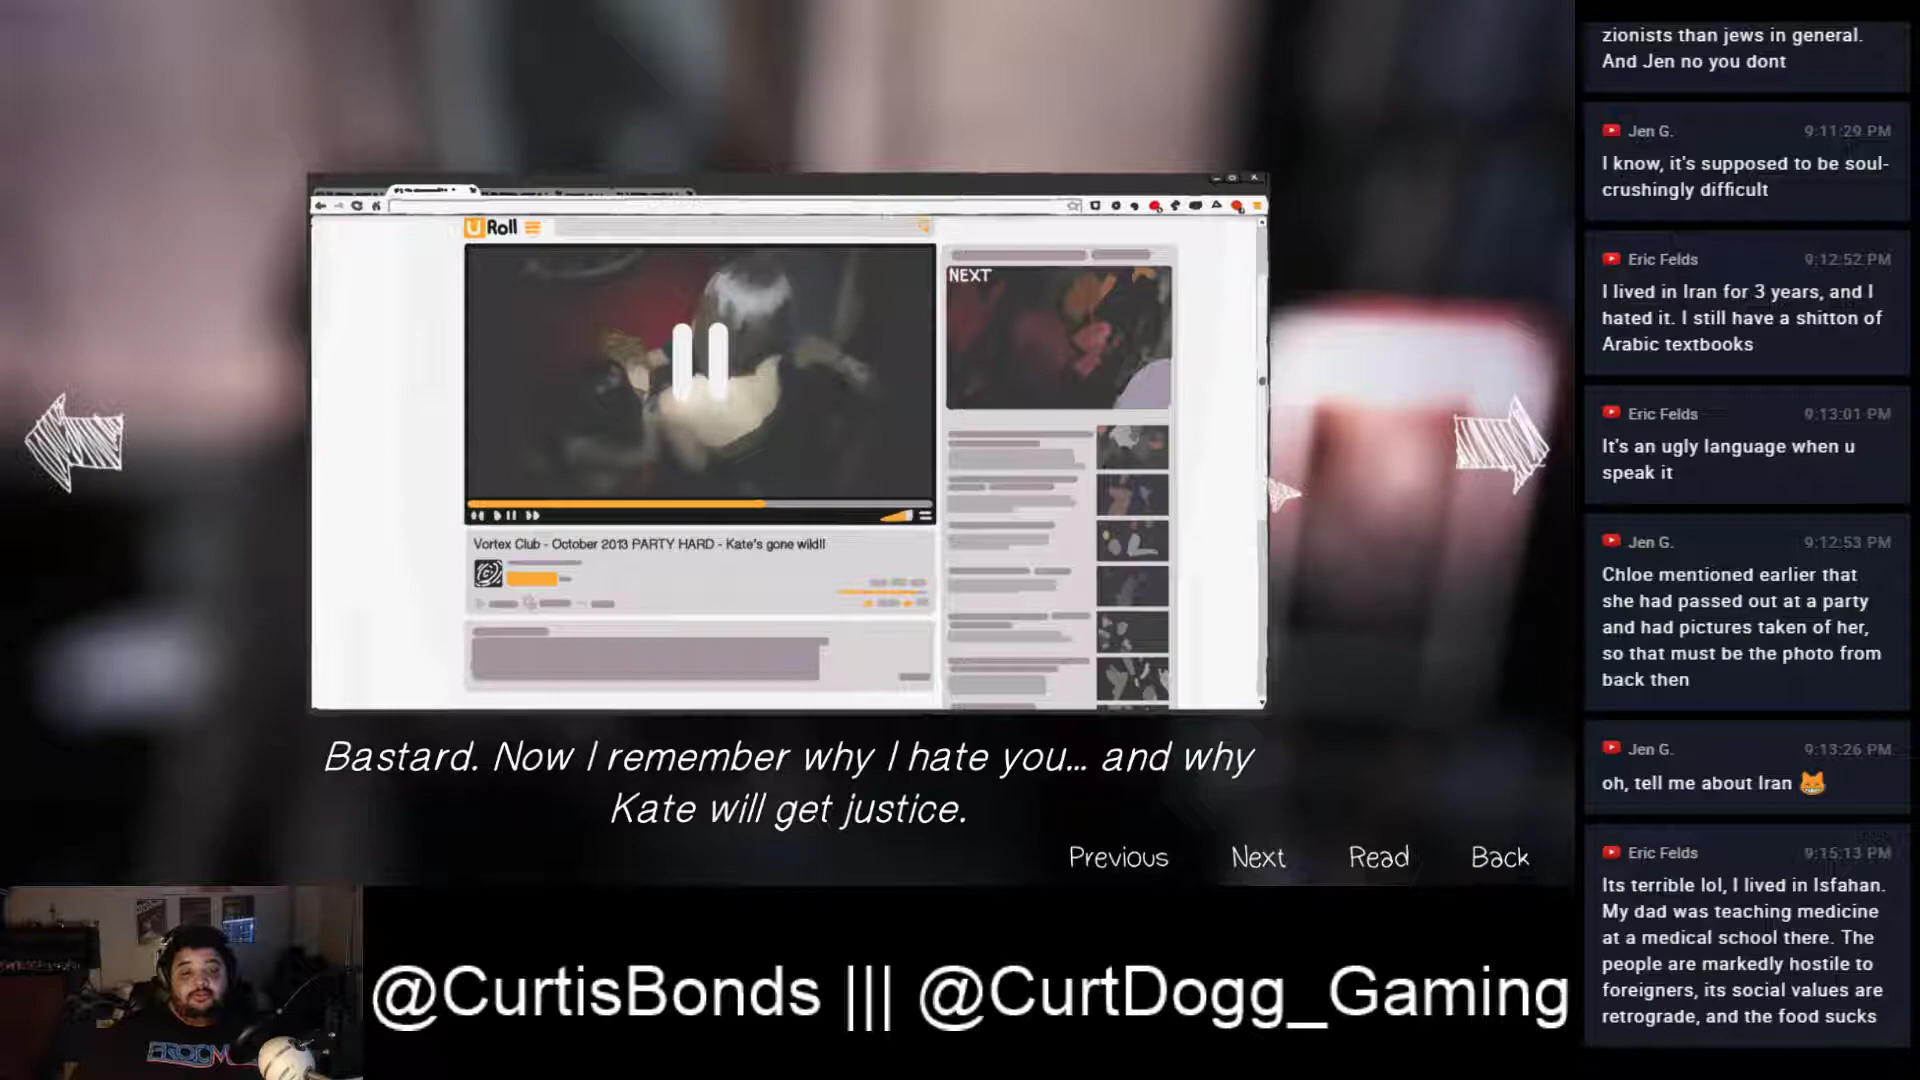 U Roll
NEXT
Vortex Club - October 2013 PARTY HARD - Kate's gone wild!!
Bastard. Now I remember why I hate you... and why
Kate will get justice.
Previous
Next
Read
Back
@CurtisBonds ||| @CurtDogg_Gaming
zionists than jews in general.
And Jen no you dont
Jen G.
9:11:29 PM
I know, it's supposed to be soul-
crushingly difficult
Eric Felds
9:12:52 PM
I lived in Iran for 3 years, and I
hated it. I still have a shitton of
Arabic textbooks
Eric Felds
9:13:01 PM
It's an ugly language when u
speak it
Jen G.
9:12:53 PM
Chloe mentioned earlier that
she had passed out at a party
and had pictures taken of her,
so that must be the photo from
back then
Jen G.
9:13:26 PM
oh, tell me about Iran
Eric Felds
9:15:13 PM
Its terrible lol, I lived in Isfahan.
My dad was teaching medicine
at a medical school there. The
people are markedly hostile to
foreigners, its social values are
retrograde, and the food sucks